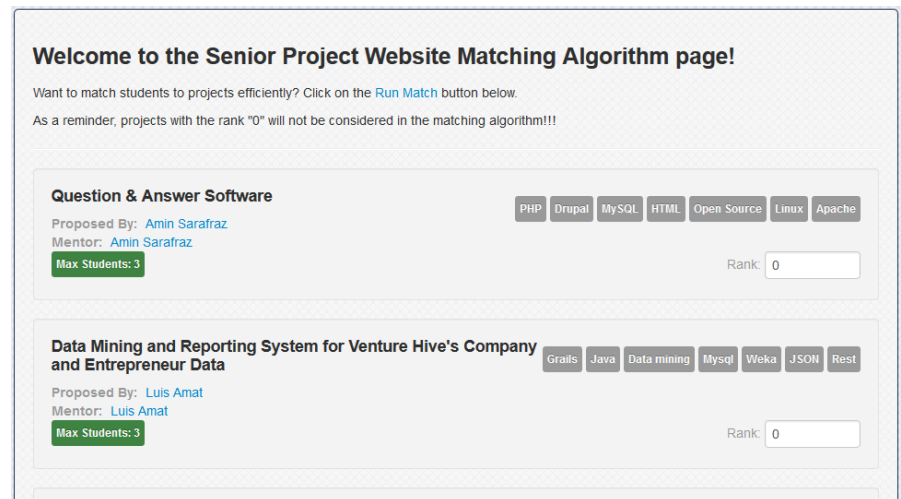 Welcome to the Senior Project Website Matching Algorithm page!
Want to match students to projects efficiently? Click on the Run Match button below.
As a reminder, projects with the rank "0" will not be considered in the matching algorithm!!!
Question & Answer Software
PHP Drupal MySQL HTML Open Source Linux Apache
Proposed By: Amin Sarafraz
Mentor: Amin Sarafraz
Max Students: 3
Rank: 0
Data Mining and Reporting System for Venture Hive's Company
and Entrepreneur Data
Grails Java Data mining Mysql Weka JSON Rest
Proposed By: Luis Amat
Mentor: Luis Amat
Max Students: 3
Rank: 0